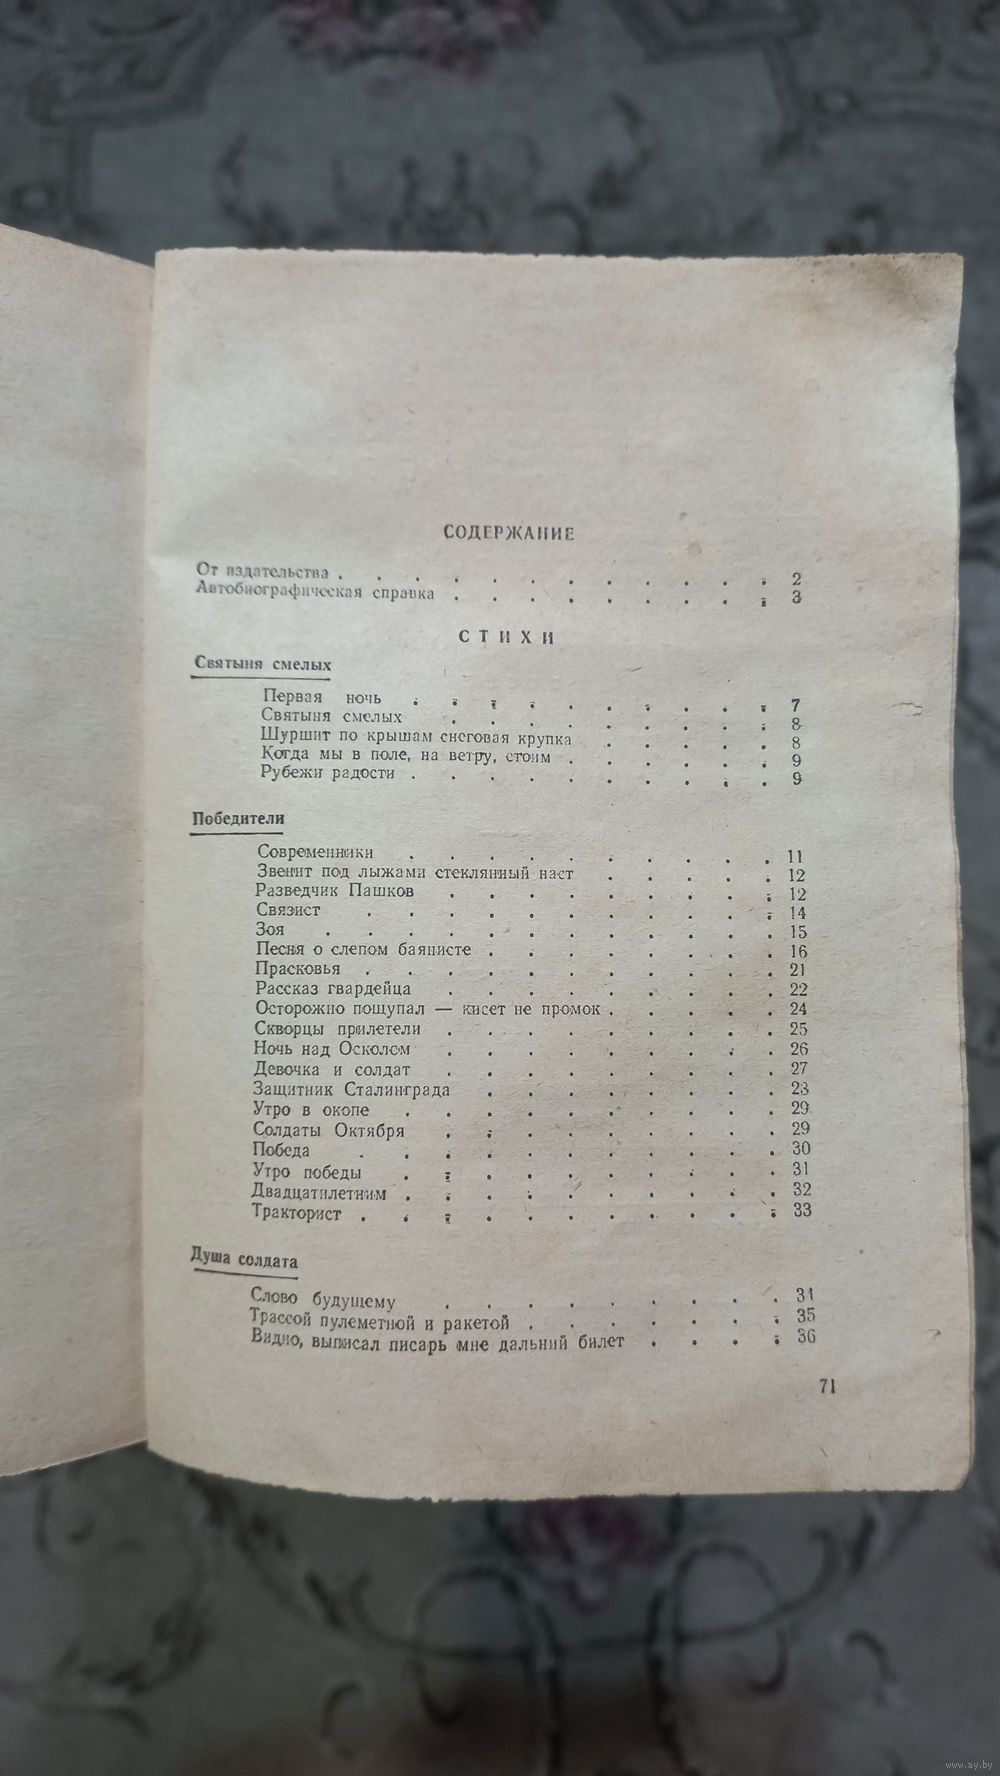 СОДЕРЖАНИЕ
От издательства . . . . . . . . . . . . 2
Автобиографическая справка . . . . . . . . . 3
СТИХИ
Святыня смелых
Первая ночь . . . . . . . . . . 7
Святыня смелых . . . . . . . . . 8
Шуршит по крышам снеговая крупка . . . . . 8
Когда мы в поле, на ветру, стоим . . . . . . 9
Рубежи радости . . . . . . . . . . 9
Победители
Современники . . . . . . . . . . 11
Звенит под лыжами стеклянный наст . . . . . 12
Разведчик Пашков . . . . . . . . . 12
Связист . . . . . . . . . . . 14
Зоя . . . . . . . . . . . . 15
Песня о слепом баянисте . . . . . . . . 16
Прасковья . . . . . . . . . . . 21
Рассказ гвардейца . . . . . . . . . 22
Осторожно пощупал — кисет не промок . . . . . 24
Скворцы прилетели . . . . . . . . . 25
Ночь над Осколом . . . . . . . . . 26
Девочка и солдат . . . . . . . . . 27
Защитник Сталинграда . . . . . . . . 23
Утро в окопе . . . . . . . . . . 29
Солдаты Октября . . . . . . . . . 29
Победа . . . . . . . . . . . 30
Утро победы . . . . . . . . . . 31
Двадцатилетним . . . . . . . . . . 32
Тракторист . . . . . . . . . . . 33
Душа солдата
Слово будущему . . . . . . . . . 34
Трассой пулеметной и ракетой . . . . . . . 35
Видно, выписал писарь мне дальний билет . . . . 36
71
www.ay.by